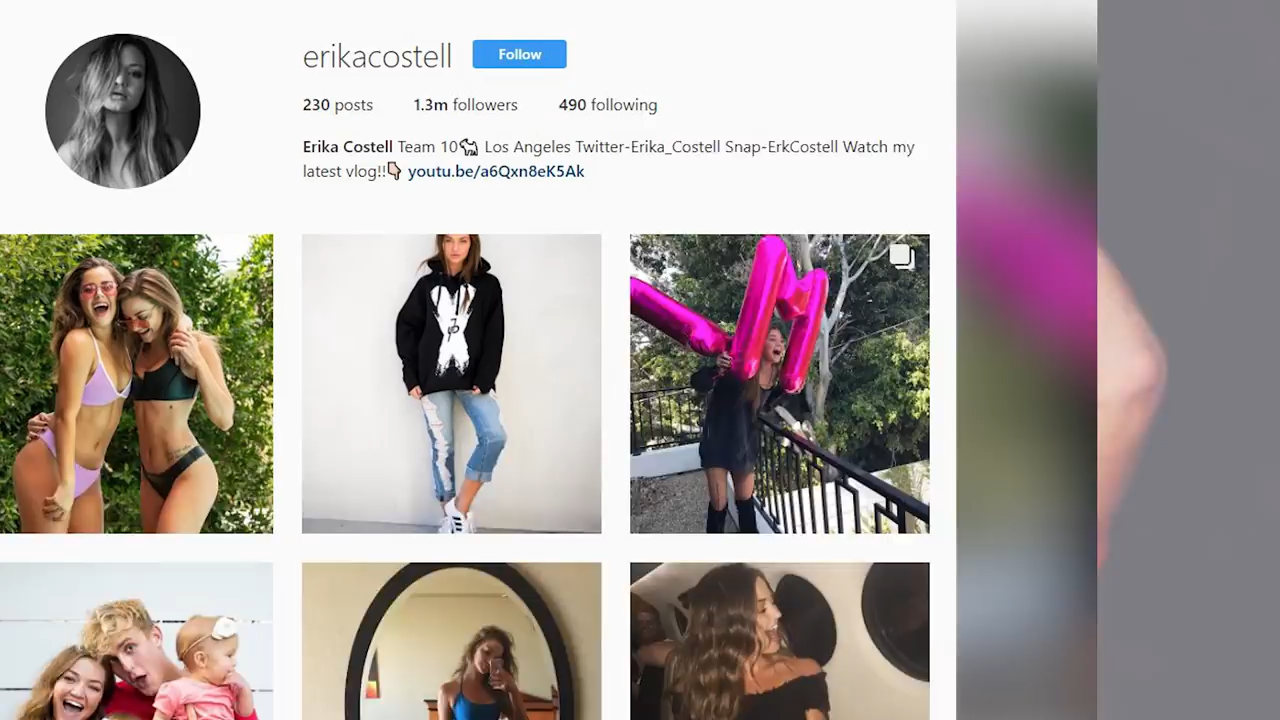 erikacostell Follow
230 posts 1.3m followers 490 following
Erika Costell Team 10🐕 Los Angeles Twitter-Erika_Costell Snap-ErkCostell Watch my
latest vlog!!👇🏻 youtu.be/a6Qxn8eK5Ak